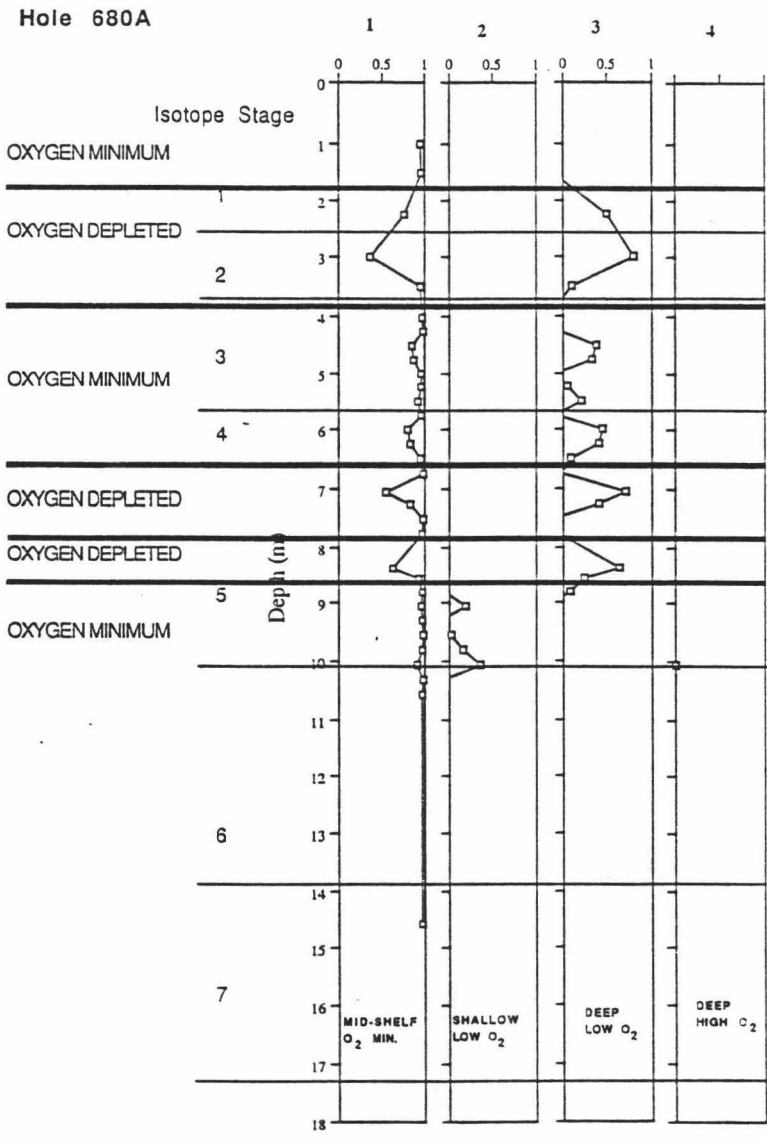 Hole 680A
1 2 3 4
0 0.5 1 0 0.5 1 0 0.5 1
0
Isotope Stage
OXYGEN MINIMUM
1
1
2
OXYGEN DEPLETED
3
2
4
3
5
OXYGEN MINIMUM
4
6
7
OXYGEN DEPLETED
8
OXYGEN DEPLETED
Depth (m)
5
9
OXYGEN MINIMUM
10
11
12
6
13
14
15
7
16
MID-SHELF
O2 MIN.
SHALLOW
LOW O2
DEEP
LOW O2
DEEP
HIGH O2
17
18